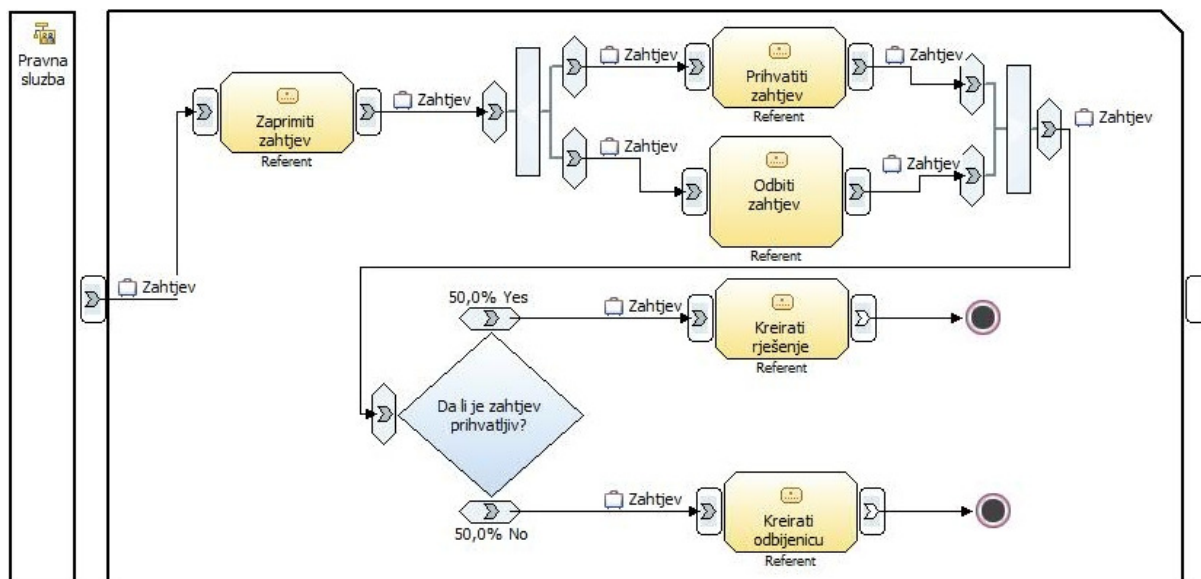 Pravna
sluzba
Zahtjev
Zaprimiti
zahtjev
Referent
Zahtjev
Zahtjev
Prihvatiti
zahtjev
Referent
Zahtjev
Zahtjev
Odbiti
zahtjev
Referent
Zahtjev
Zahtjev
Da li je zahtjev
prihvatljiv?
50,0% Yes
Zahtjev
Kreirati
rješenje
Referent
50,0% No
Zahtjev
Kreirati
odbijenicu
Referent